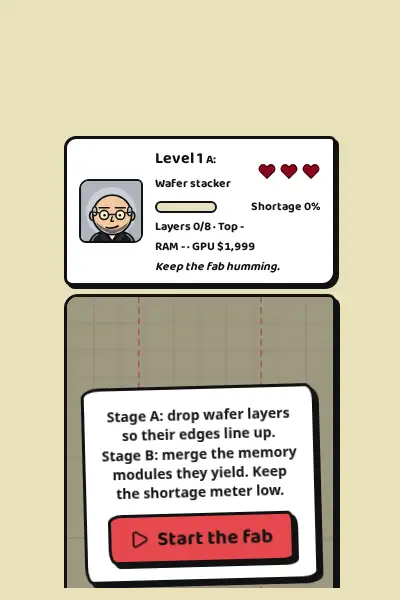 Level 1 A:
Wafer stacker
Shortage 0%
Layers 0/8 · Top -
RAM - · GPU $1,999
Keep the fab humming.
Stage A: drop wafer layers
so their edges line up.
Stage B: merge the memory
modules they yield. Keep
the shortage meter low.
Start the fab